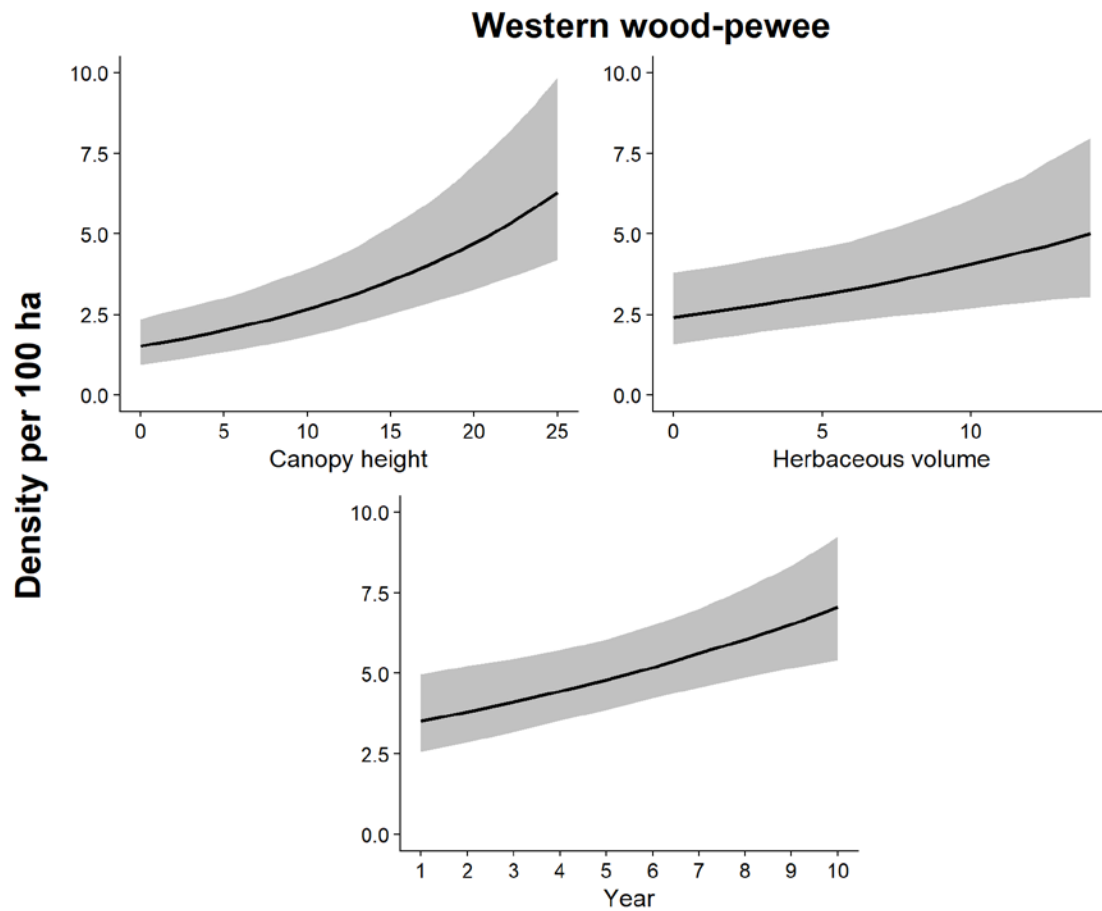 Western wood-pewee
Density per 100 ha
10.0
7.5
5.0
2.5
0.0
0 5 10 15 20 25
Canopy height
10.0
7.5
5.0
2.5
0.0
0 5 10
Herbaceous volume
10.0
7.5
5.0
2.5
0.0
1 2 3 4 5 6 7 8 9 10
Year